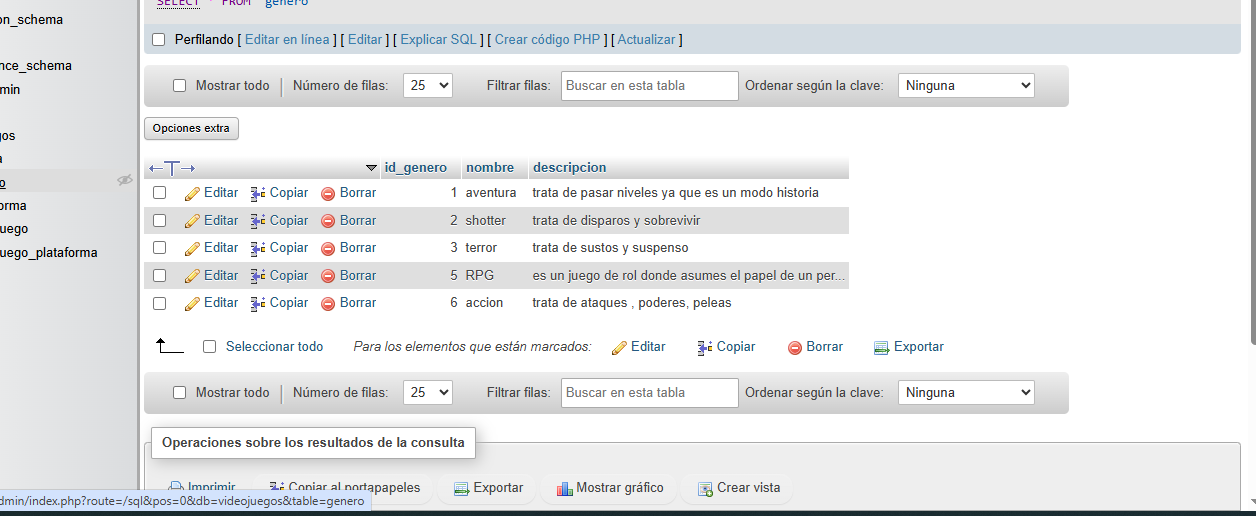 SELECT * FROM `genero`
on_schema
Perfilando [ Editar en línea ] [ Editar ] [ Explicar SQL ] [ Crear código PHP ] [ Actualizar ]
nce_schema
min
Mostrar todo | Número de filas: 25 Filtrar filas: Buscar en esta tabla Ordenar según la clave: Ninguna
gos
Opciones extra
a
id_genero nombre descripcion
o
Editar Copiar Borrar 1 aventura trata de pasar niveles ya que es un modo historia
orma
Editar Copiar Borrar 2 shotter trata de disparos y sobrevivir
uego
Editar Copiar Borrar 3 terror trata de sustos y suspenso
uego_plataforma
Editar Copiar Borrar 5 RPG es un juego de rol donde asumes el papel de un per...
Editar Copiar Borrar 6 accion trata de ataques , poderes, peleas
Seleccionar todo Para los elementos que están marcados: Editar Copiar Borrar Exportar
Mostrar todo | Número de filas: 25 Filtrar filas: Buscar en esta tabla Ordenar según la clave: Ninguna
Operaciones sobre los resultados de la consulta
Imprimir Copiar al portapapeles Exportar Mostrar gráfico Crear vista
dmin/index.php?route=/sql&pos=0&db=videojuegos&table=genero